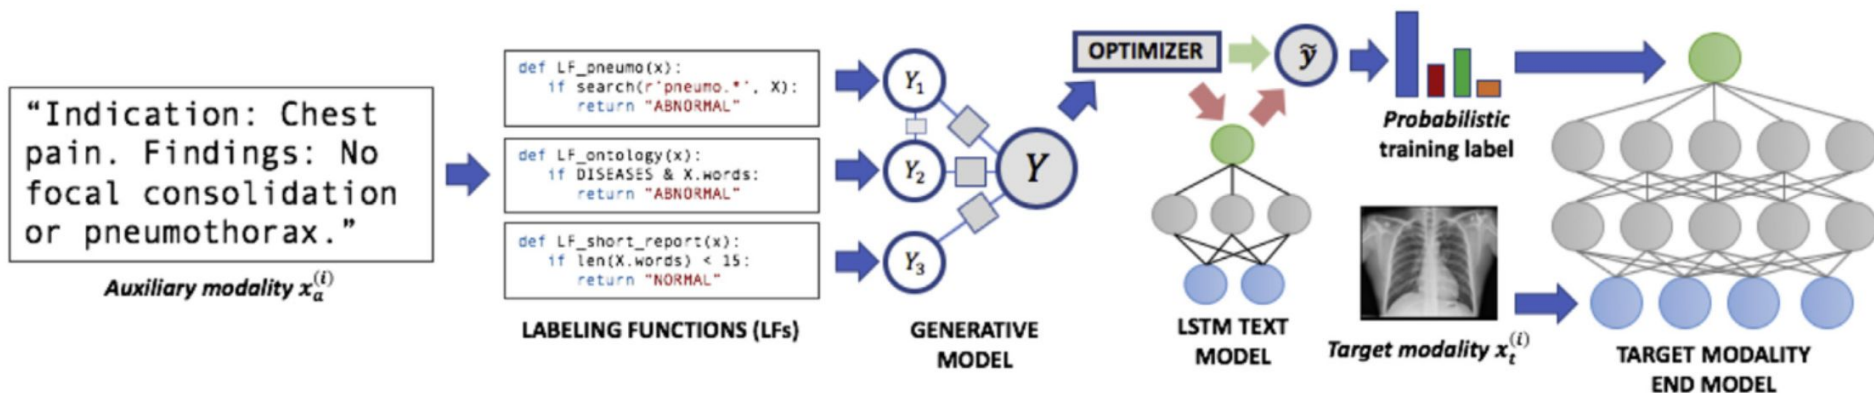 “Indication: Chest
pain. Findings: No
focal consolidation
or pneumothorax.”
Auxiliary modality x_a^(i)
def LF_pneumo(x):
if search(r'pneumo.*', X):
return "ABNORMAL"
def LF_ontology(x):
if DISEASES & X.words:
return "ABNORMAL"
def LF_short_report(x):
if len(X.words) < 15:
return "NORMAL"
LABELING FUNCTIONS (LFs)
Y₁
Y₂
Y₃
Y
GENERATIVE
MODEL
OPTIMIZER
ỹ
LSTM TEXT
MODEL
Probabilistic
training label
Target modality x_t^(i)
TARGET MODALITY
END MODEL